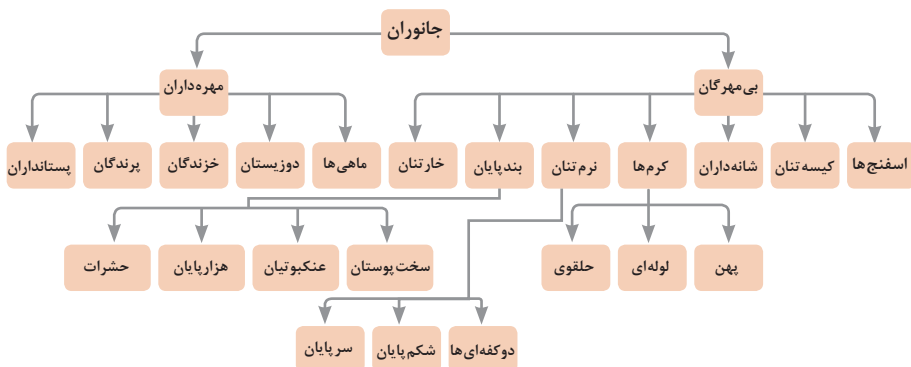 جانوران
بی‌مهرگان
مهره‌داران
اسفنج‌ها
کیسه‌تنان
شانه‌داران
کرم‌ها
نرم‌تنان
بندپایان
خارتنان
ماهی‌ها
دوزیستان
خزندگان
پرندگان
پستانداران
پهن
لوله‌ای
حلقوی
سخت‌پوستان
عنکبوتیان
هزارپایان
حشرات
دوکفه‌ای‌ها
شکم‌پایان
سرپایان